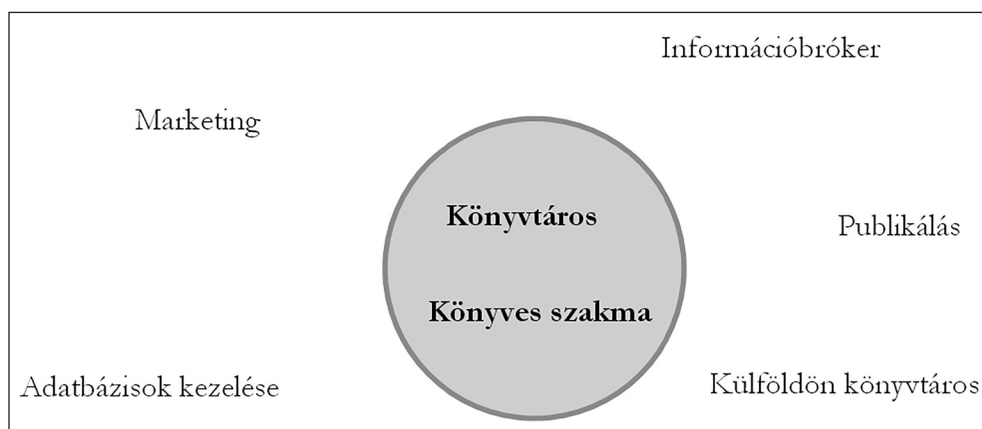 Információbróker
Marketing
Könyvtáros
Publikálás
Könyves szakma
Adatbázisok kezelése
Külföldön könyvtáros